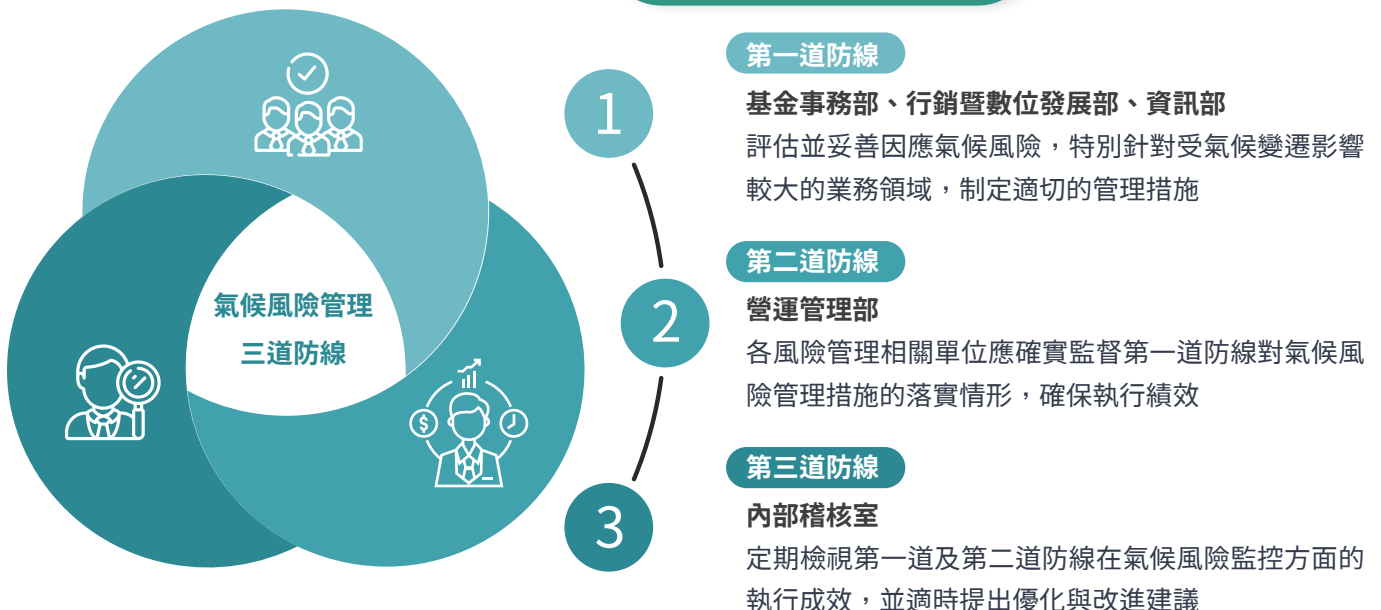 氣候風險管理
三道防線
1
2
3
第一道防線
基金事務部、行銷暨數位發展部、資訊部
評估並妥善因應氣候風險，特別針對受氣候變遷影響
較大的業務領域，制定適切的管理措施
第二道防線
營運管理部
各風險管理相關單位應確實監督第一道防線對氣候風
險管理措施的落實情形，確保執行績效
第三道防線
內部稽核室
定期檢視第一道及第二道防線在氣候風險監控方面的
執行成效，並適時提出優化與改進建議